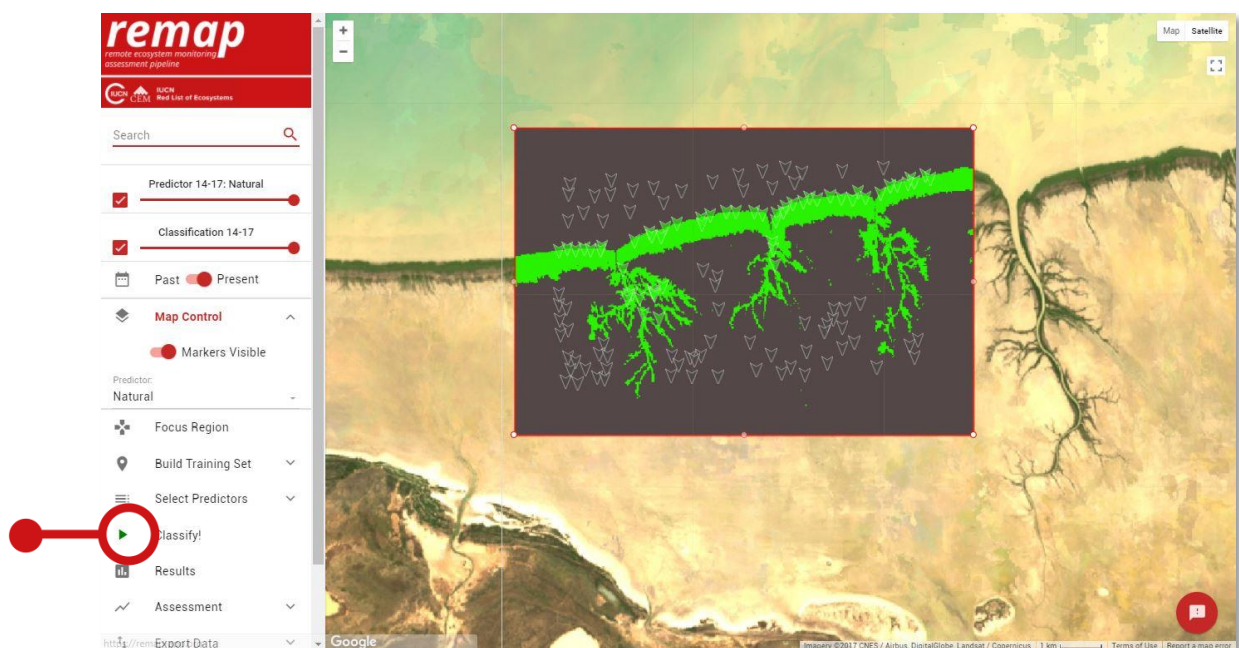 remap
remote ecosystem monitoring
assessment pipeline
IUCN CEM IUCN
Red List of Ecosystems
Search
Predictor 14-17: Natural
Classification 14-17
Past Present
Map Control
Markers Visible
Predictor:
Natural
Focus Region
Build Training Set
Select Predictors
Classify!
Results
Assessment
Export Data
+
−
Map Satellite
Google
Imagery ©2017 CNES / Airbus, DigitalGlobe, Landsat / Copernicus 1 km Terms of Use Report a map error